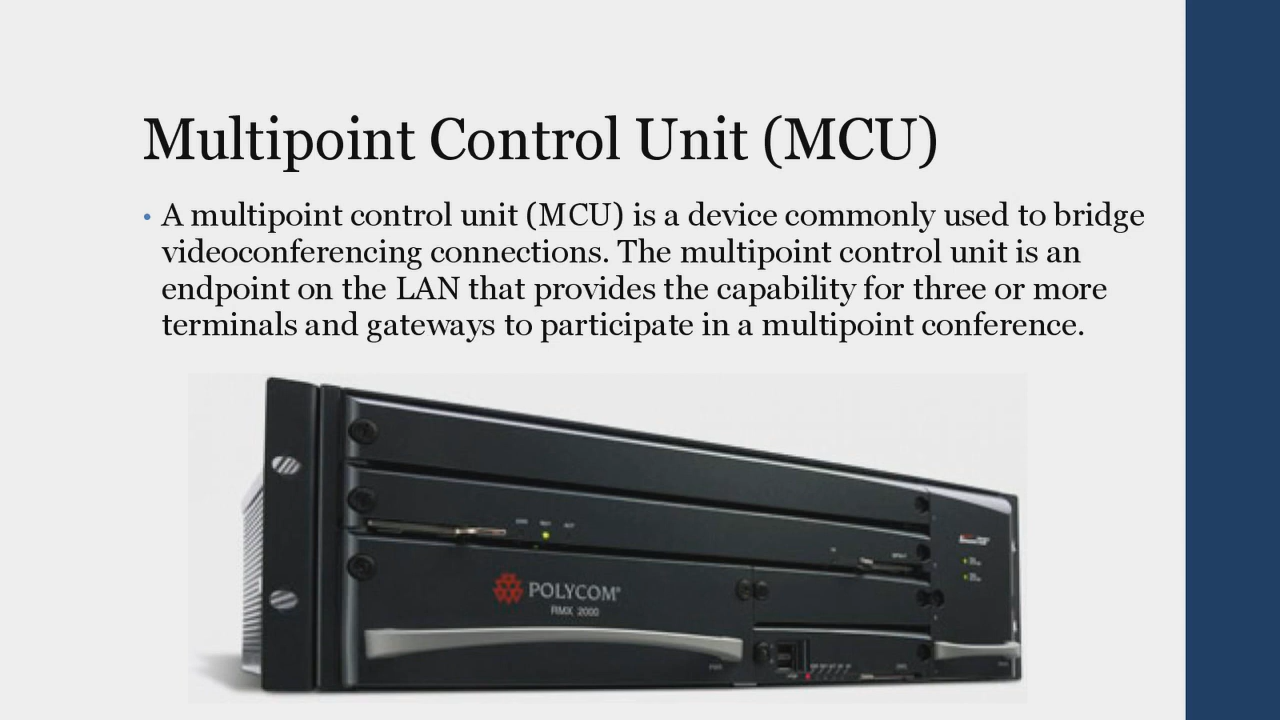 Multipoint Control Unit (MCU)
• A multipoint control unit (MCU) is a device commonly used to bridge
videoconferencing connections. The multipoint control unit is an
endpoint on the LAN that provides the capability for three or more
terminals and gateways to participate in a multipoint conference.
POLYCOM®
RMX 2000